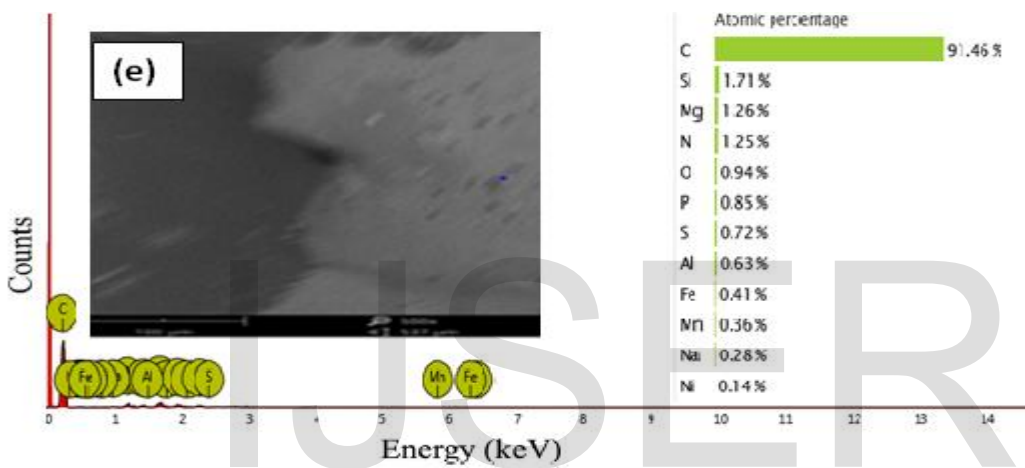 Atomic percentage
C 91.46%
Si 1.71%
Mg 1.26%
N 1.25%
O 0.94%
P 0.85%
S 0.72%
Al 0.63%
Fe 0.41%
Mn 0.36%
Na 0.28%
Ni 0.14%
(e)
Counts
C
Fe Al S Mn Fe
0 1 2 3 4 5 6 7 8 9 10 11 12 13 14
Energy (keV)
IJSER